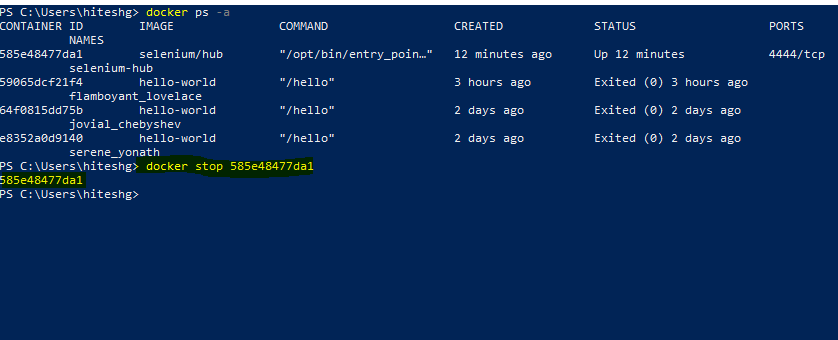 PS C:\Users\hiteshg> docker ps -a
CONTAINER ID        IMAGE               COMMAND                  CREATED             STATUS                   PORTS
          NAMES
585e48477da1        selenium/hub        "/opt/bin/entry_poin…"   12 minutes ago      Up 12 minutes            4444/tcp
          selenium-hub
59065dcf21f4        hello-world         "/hello"                 3 hours ago         Exited (0) 3 hours ago
          flamboyant_lovelace
64f0815dd75b        hello-world         "/hello"                 2 days ago          Exited (0) 2 days ago
          jovial_chebyshev
e8352a0d9140        hello-world         "/hello"                 2 days ago          Exited (0) 2 days ago
          serene_yonath
PS C:\Users\hiteshg> docker stop 585e48477da1
585e48477da1
PS C:\Users\hiteshg>